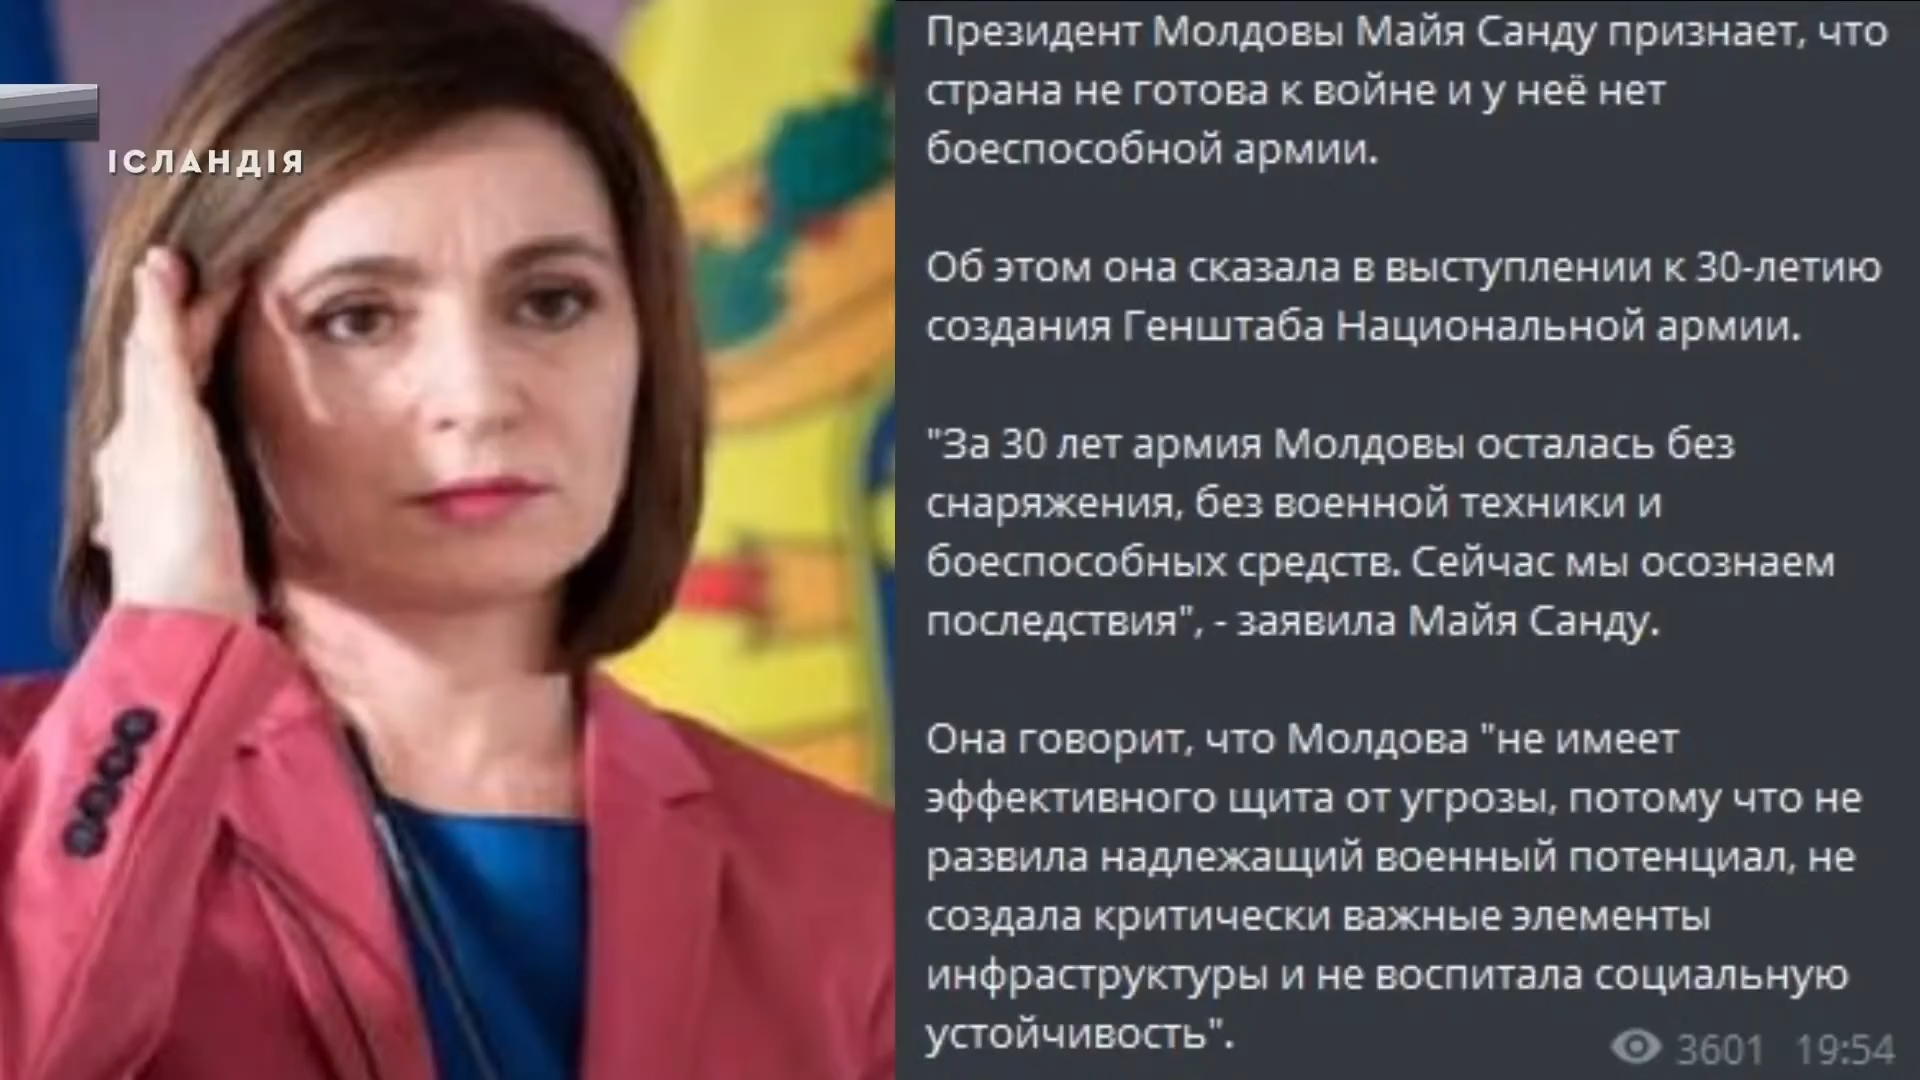 ІСЛАНДІЯ
Президент Молдовы Майя Санду признает, что
страна не готова к войне и у неё нет
боеспособной армии.
Об этом она сказала в выступлении к 30-летию
создания Генштаба Национальной армии.
"За 30 лет армия Молдовы осталась без
снаряжения, без военной техники и
боеспособных средств. Сейчас мы осознаем
последствия", - заявила Майя Санду.
Она говорит, что Молдова "не имеет
эффективного щита от угрозы, потому что не
развила надлежащий военный потенциал, не
создала критически важные элементы
инфраструктуры и не воспитала социальную
устойчивость".
3601 19:54